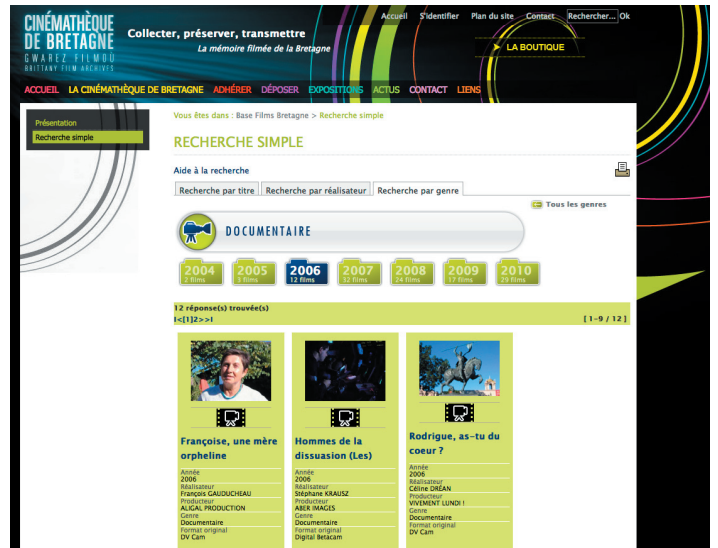 CINÉMATHÈQUE
DE BRETAGNE
GWAREZ FILMOÙ
BRITTANY FILM ARCHIVES
Collecter, préserver, transmettre
La mémoire filmée de la Bretagne
Accueil S'identifier Plan du site Contact Rechercher... Ok
LA BOUTIQUE
ACCUEIL LA CINÉMATHÈQUE DE BRETAGNE ADHÉRER DÉPOSER EXPOSITIONS ACTUS CONTACT LIENS
Présentation
Recherche simple
Vous êtes dans : Base Films Bretagne > Recherche simple
RECHERCHE SIMPLE
Aide à la recherche
Recherche par titre Recherche par réalisateur Recherche par genre
Tous les genres
DOCUMENTAIRE
2004 2005 2006 2007 2008 2009 2010
2 films 3 films 12 films 32 films 24 films 17 films 29 films
12 réponse(s) trouvée(s)
I<[1]2>>I [ 1-9 / 12 ]
Françoise, une mère orpheline
Année
2006
Réalisateur
François GAUDUCHEAU
Producteur
ALIGAL PRODUCTION
Genre
Documentaire
Format original
DV Cam
Hommes de la dissuasion (Les)
Année
2006
Réalisateur
Stéphane KRAUSZ
Producteur
ABER IMAGES
Genre
Documentaire
Format original
Digital Betacam
Rodrigue, as-tu du coeur ?
Année
2006
Réalisateur
Céline DRÉAN
Producteur
VIVEMENT LUNDI !
Genre
Documentaire
Format original
DV Cam